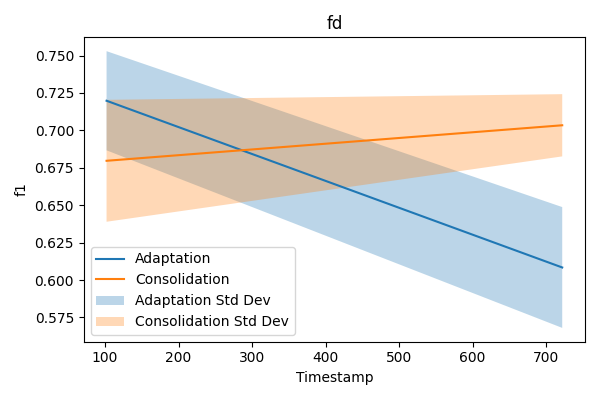 fd
0.750
0.725
0.700
0.675
0.650
0.625
0.600
0.575
f1
Adaptation
Consolidation
Adaptation Std Dev
Consolidation Std Dev
100 200 300 400 500 600 700
Timestamp